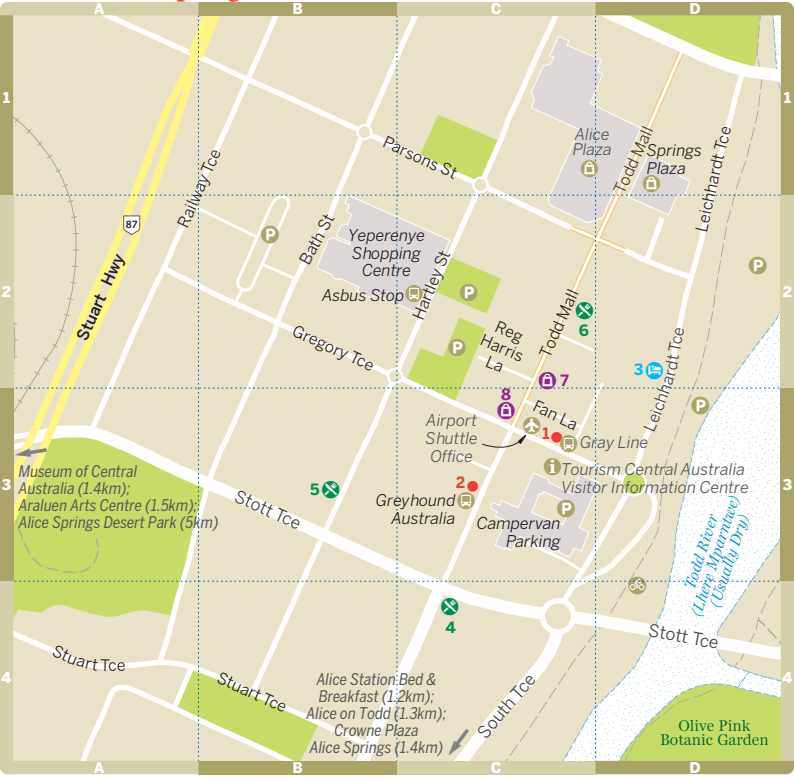 A B C D
1 1
2 2
3 3
4 4
Parsons St
Alice
Plaza
Todd Mall
Springs
Plaza
Leichhardt Tce
Railway Tce
87
Stuart Hwy
P
Bath St
Yeperenye
Shopping
Centre
Asbus Stop
Hartley St
P
P
P
Gregory Tce
Reg
Harris
La
Todd Mall
6
3
Leichhardt Tce
7
8
P
Airport
Shuttle
Office
Fan La
1
Gray Line
Tourism Central Australia
Visitor Information Centre
Museum of Central
Australia (1.4km);
Araluen Arts Centre (1.5km);
Alice Springs Desert Park (5km)
5
Stott Tce
2
Greyhound
Australia
Campervan
Parking
P
Todd River
(Lhere Mparntwe)
(Usually Dry)
4
Stott Tce
Stuart Tce
Stuart Tce
Alice Station Bed &
Breakfast (1.2km);
Alice on Todd (1.3km);
Crowne Plaza
Alice Springs (1.4km)
South Tce
Olive Pink
Botanic Garden
A B C D